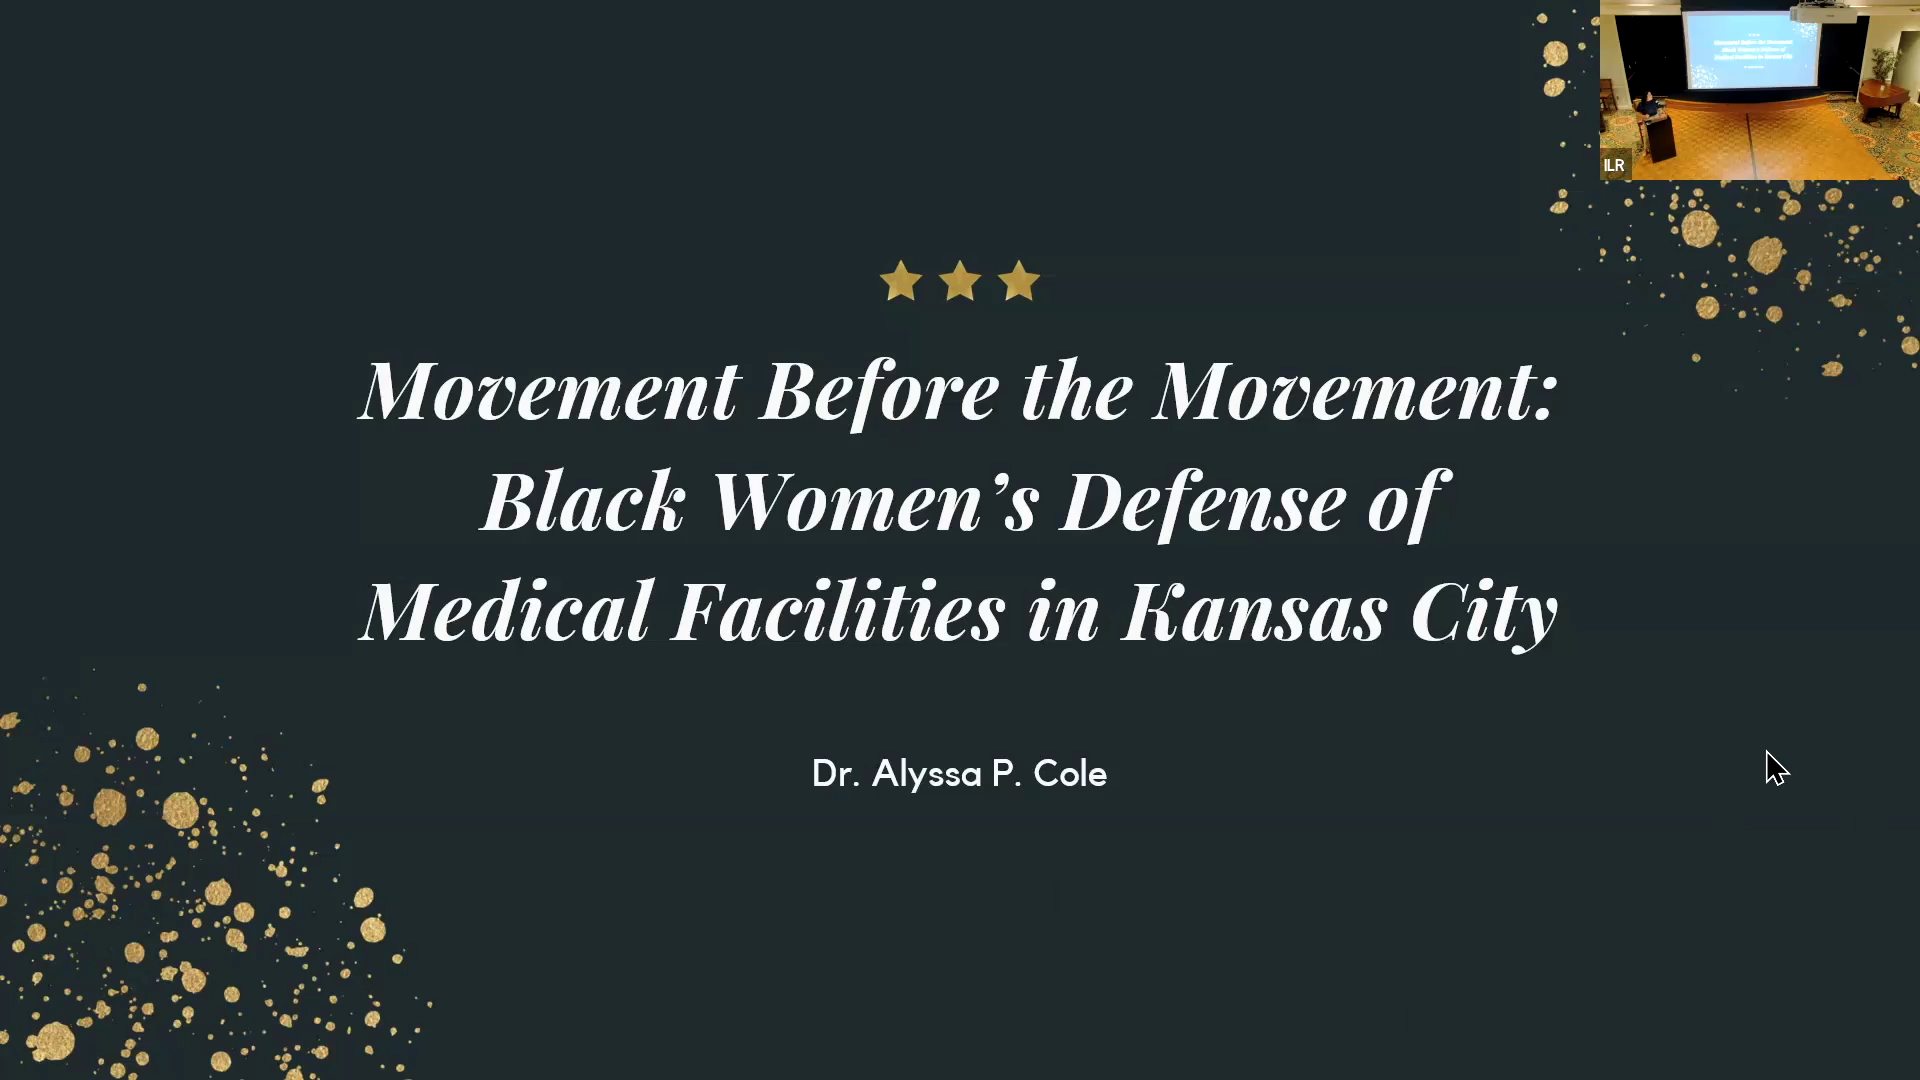 ILR
Movement Before the Movement:
Black Women’s Defense of
Medical Facilities in Kansas City
Dr. Alyssa P. Cole